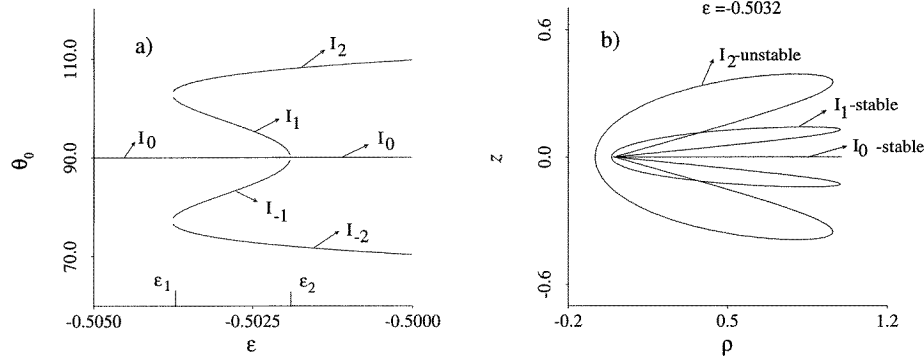 ε =-0.5032
a)
b)
0.6
110.0
I2
I2-unstable
I1
I1-stable
I0
I0
I0 -stable
θ0
90.0
z
0.0
I-1
I-2
70.0
ε1
ε2
-0.6
-0.5050
-0.5025
-0.5000
-0.2
0.5
1.2
ε
ρ